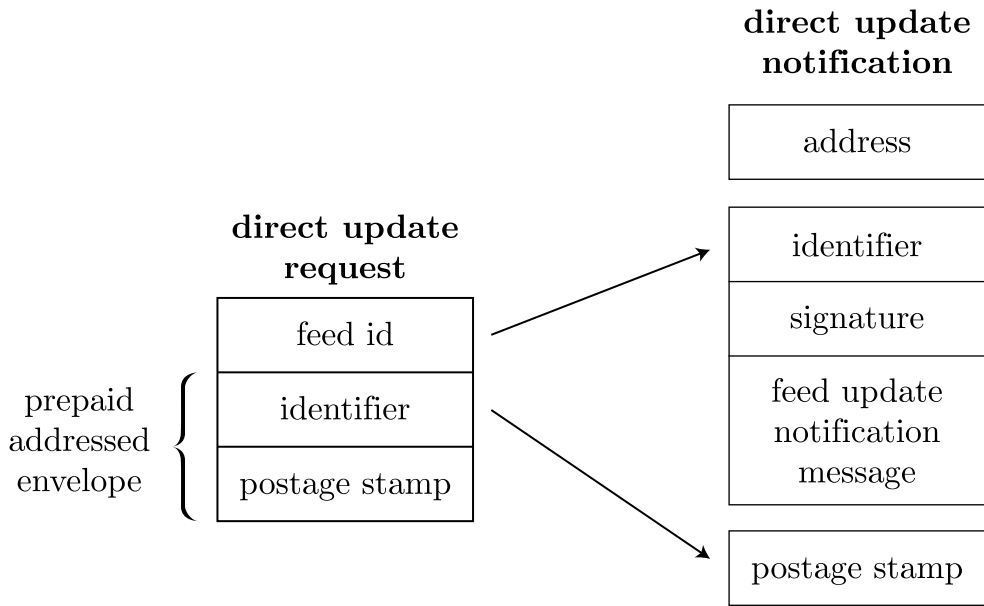 direct update
notification
address
direct update
request
identifier
feed id
signature
prepaid
addressed
envelope
identifier
feed update
notification
message
postage stamp
postage stamp